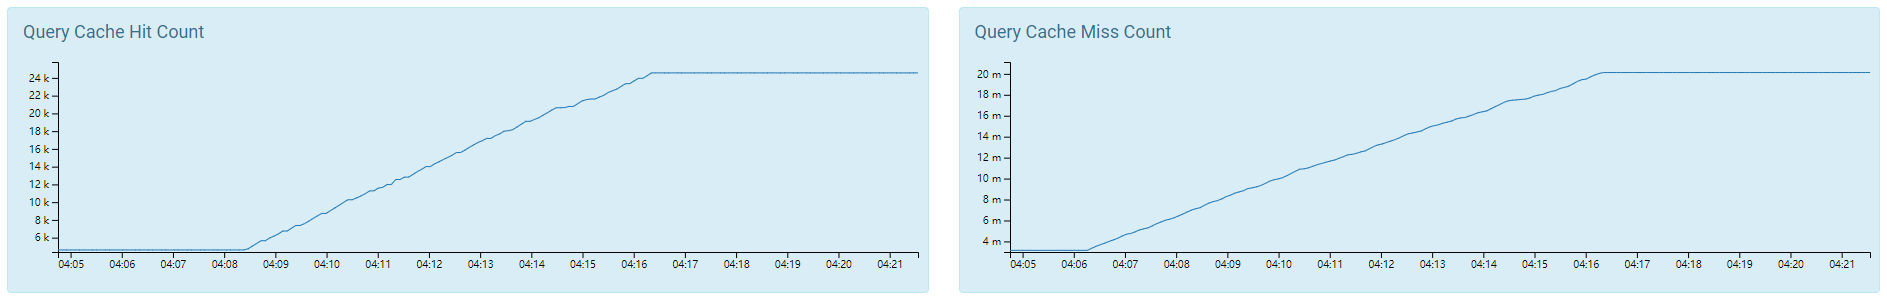 Query Cache Hit Count
24 k
22 k
20 k
18 k
16 k
14 k
12 k
10 k
8 k
6 k
04:05 04:06 04:07 04:08 04:09 04:10 04:11 04:12 04:13 04:14 04:15 04:16 04:17 04:18 04:19 04:20 04:21
Query Cache Miss Count
20 m
18 m
16 m
14 m
12 m
10 m
8 m
6 m
4 m
04:05 04:06 04:07 04:08 04:09 04:10 04:11 04:12 04:13 04:14 04:15 04:16 04:17 04:18 04:19 04:20 04:21